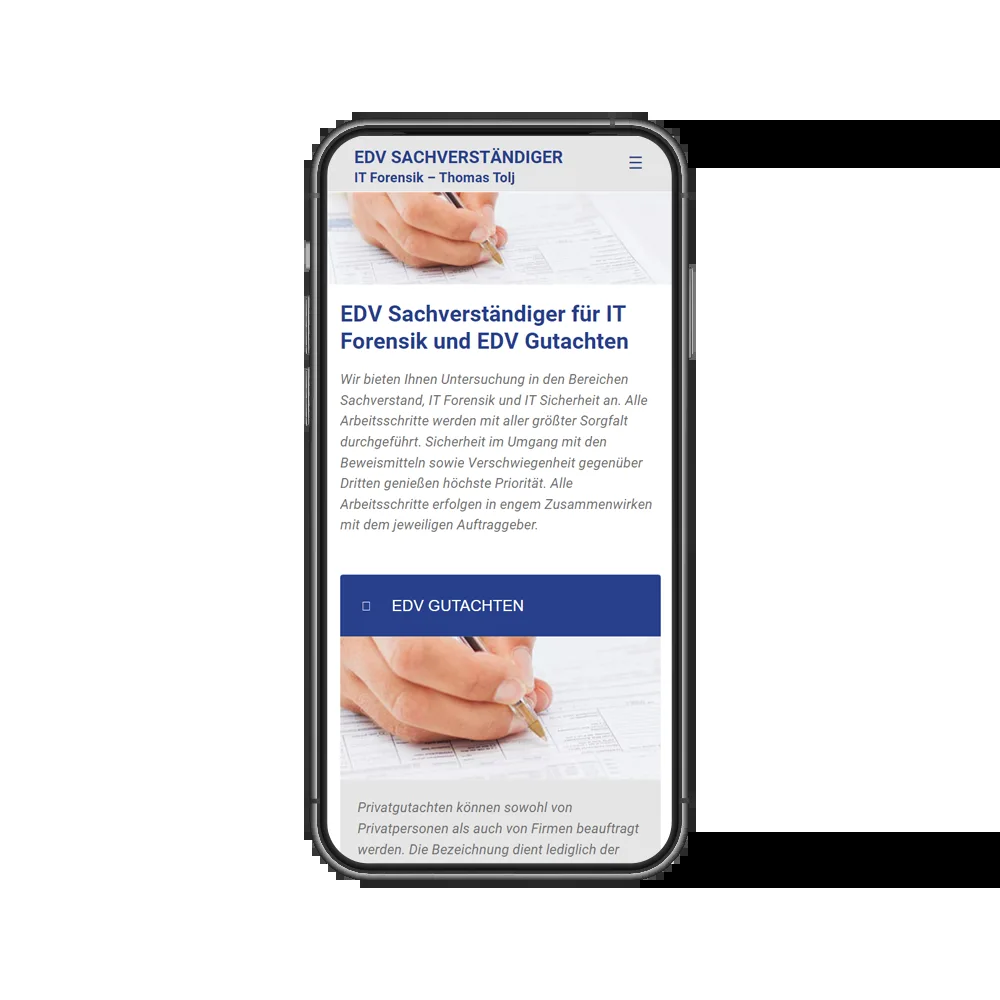 EDV SACHVERSTÄNDIGER
IT Forensik – Thomas Tolj
EDV Sachverständiger für IT
Forensik und EDV Gutachten
Wir bieten Ihnen Untersuchung in den Bereichen
Sachverstand, IT Forensik und IT Sicherheit an. Alle
Arbeitsschritte werden mit aller größter Sorgfalt
durchgeführt. Sicherheit im Umgang mit den
Beweismitteln sowie Verschwiegenheit gegenüber
Dritten genießen höchste Priorität. Alle
Arbeitsschritte erfolgen in engem Zusammenwirken
mit dem jeweiligen Auftraggeber.
EDV GUTACHTEN
Privatgutachten können sowohl von
Privatpersonen als auch von Firmen beauftragt
werden. Die Bezeichnung dient lediglich der